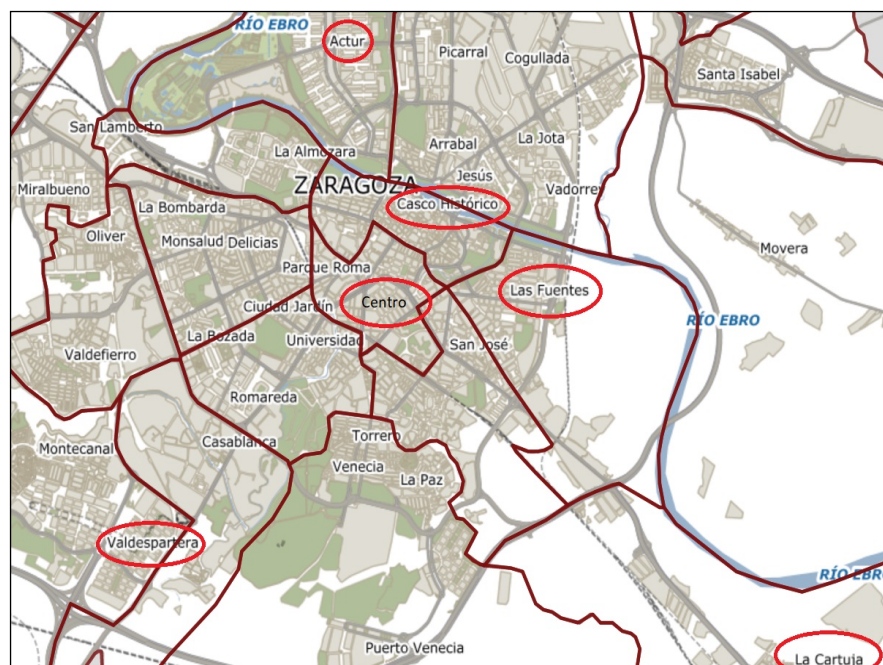 RÍO EBRO
Actur
Picarral
Cogullada
Santa Isabel
San Lamberto
Arrabal
La Jota
La Almozara
Jesús
ZARAGOZA
Miralbueno
Vadorrey
La Bombarda
Casco Histórico
Oliver
Monsalud
Delicias
Movera
Parque Roma
Las Fuentes
Centro
Ciudad Jardín
RÍO EBRO
La Bozada
Universidad
San José
Valdefierro
Romareda
Casablanca
Torrero
Montecanal
Venecia
La Paz
Valdespartera
RÍO EBRO
Puerto Venecia
La Cartuja